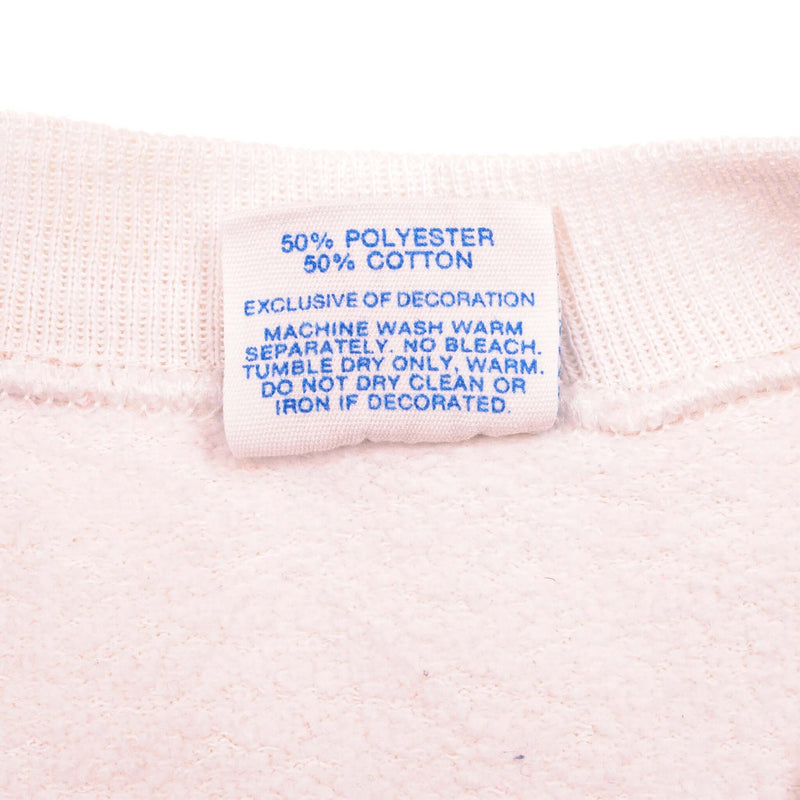 50% POLYESTER
50% COTTON
EXCLUSIVE OF DECORATION
MACHINE WASH WARM
SEPARATELY. NO BLEACH.
TUMBLE DRY ONLY, WARM.
DO NOT DRY CLEAN OR
IRON IF DECORATED.